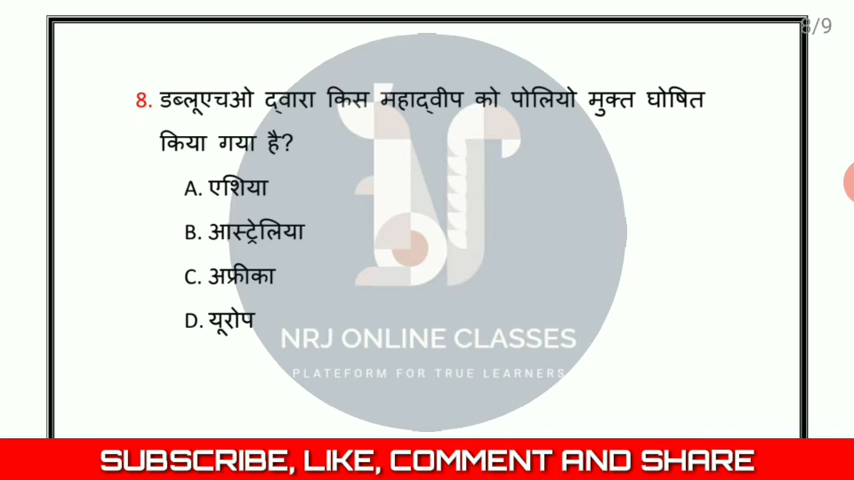 8/9
8. डब्लूएचओ द्वारा किस महाद्वीप को पोलियो मुक्त घोषित
किया गया है?
A. एशिया
B. आस्ट्रेलिया
C. अफ्रीका
D. यूरोप
NRJ ONLINE CLASSES
PLATEFORM FOR TRUE LEARNERS
SUBSCRIBE, LIKE, COMMENT AND SHARE